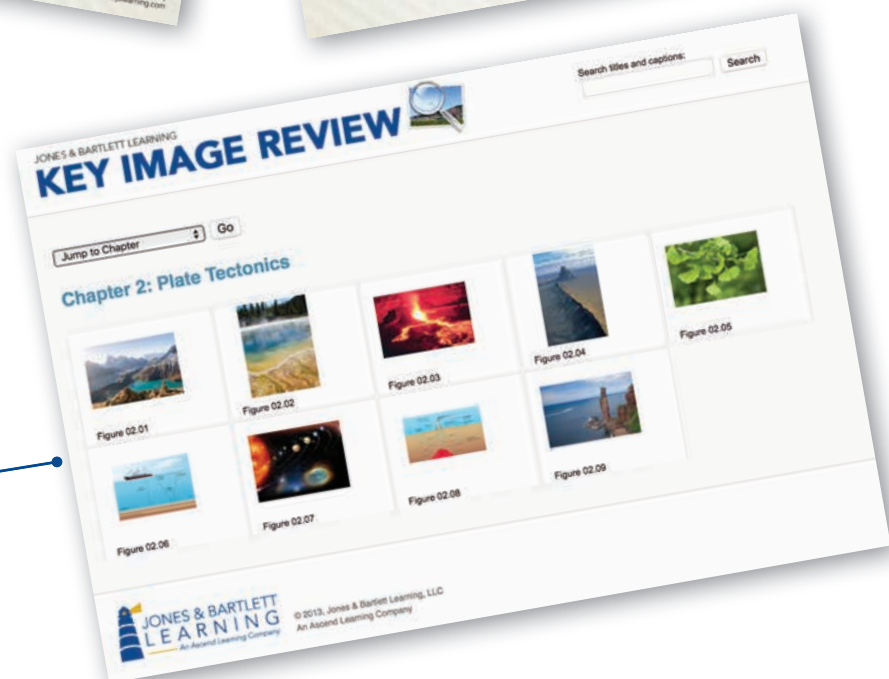 Search titles and captions:
Search
JONES & BARTLETT LEARNING
KEY IMAGE REVIEW
Jump to Chapter
Go
Chapter 2: Plate Tectonics
Figure 02.01
Figure 02.02
Figure 02.03
Figure 02.04
Figure 02.05
Figure 02.06
Figure 02.07
Figure 02.08
Figure 02.09
JONES & BARTLETT
LEARNING
An Ascend Learning Company
© 2013, Jones & Bartlett Learning, LLC
An Ascend Learning Company